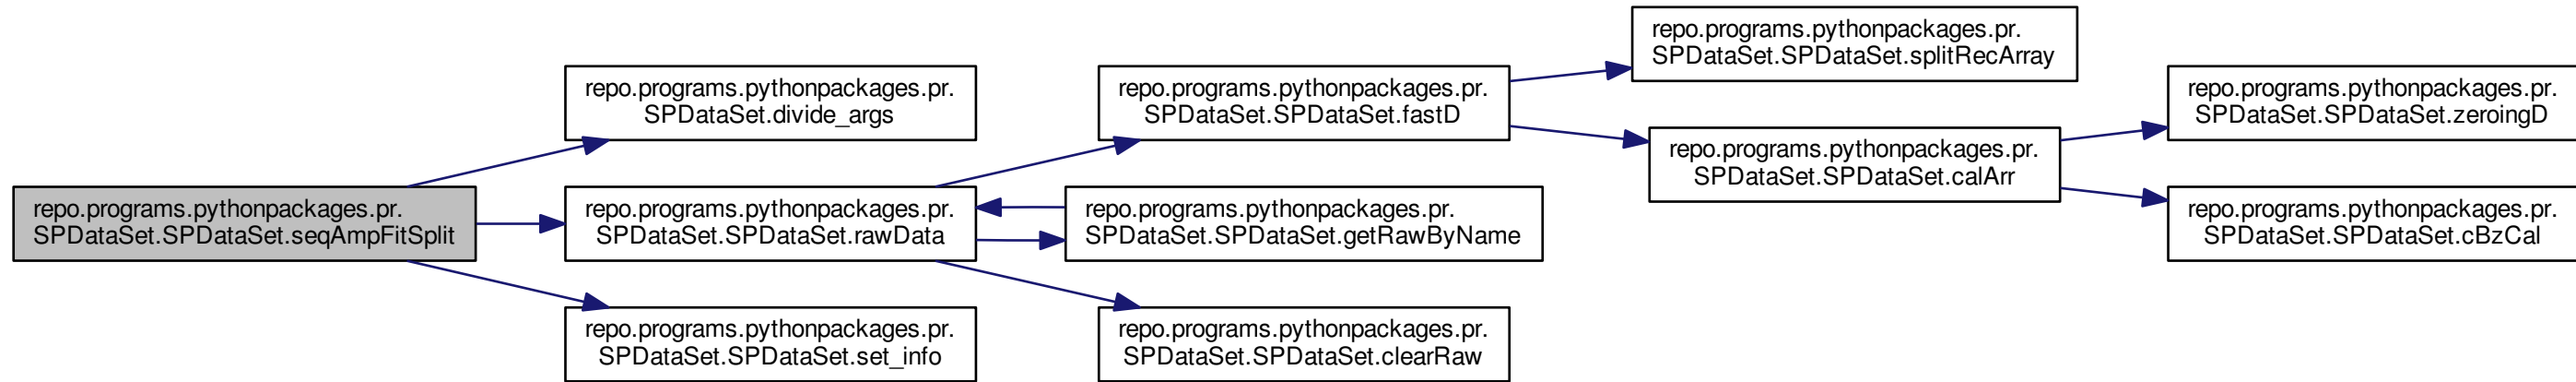 repo.programs.pythonpackages.pr.
SPDataSet.SPDataSet.seqAmpFitSplit
repo.programs.pythonpackages.pr.
SPDataSet.divide_args
repo.programs.pythonpackages.pr.
SPDataSet.SPDataSet.rawData
repo.programs.pythonpackages.pr.
SPDataSet.SPDataSet.set_info
repo.programs.pythonpackages.pr.
SPDataSet.SPDataSet.fastD
repo.programs.pythonpackages.pr.
SPDataSet.SPDataSet.getRawByName
repo.programs.pythonpackages.pr.
SPDataSet.SPDataSet.clearRaw
repo.programs.pythonpackages.pr.
SPDataSet.SPDataSet.splitRecArray
repo.programs.pythonpackages.pr.
SPDataSet.SPDataSet.calArr
repo.programs.pythonpackages.pr.
SPDataSet.SPDataSet.zeroingD
repo.programs.pythonpackages.pr.
SPDataSet.SPDataSet.cBzCal